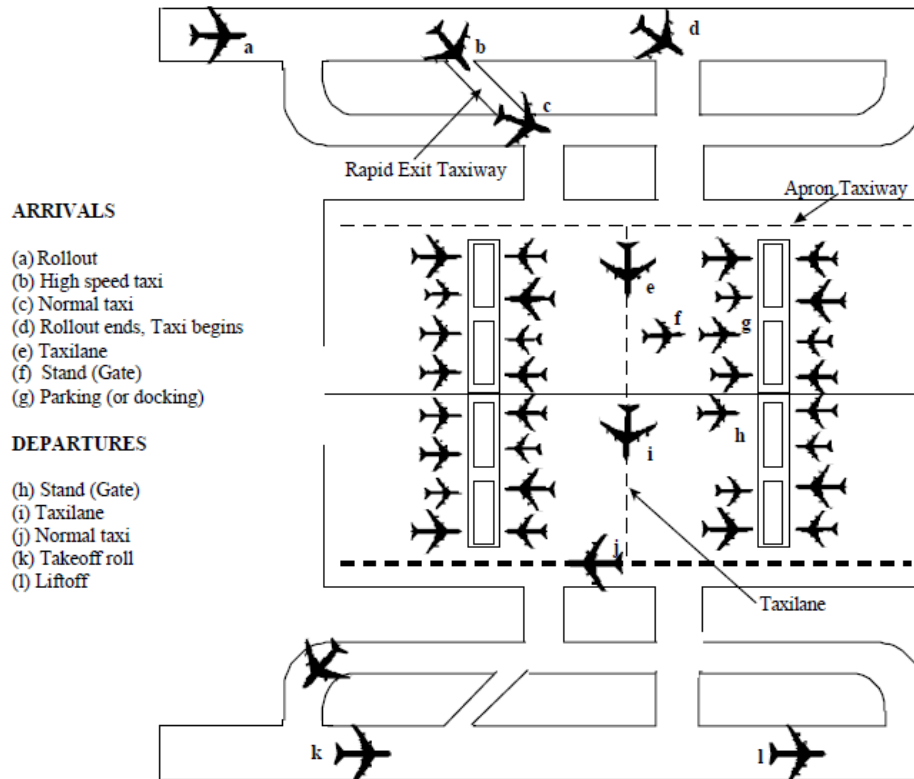 a
b
d
c
Rapid Exit Taxiway
Apron Taxiway
ARRIVALS
(a) Rollout
(b) High speed taxi
(c) Normal taxi
(d) Rollout ends, Taxi begins
(e) Taxilane
(f) Stand (Gate)
(g) Parking (or docking)
e
f
g
DEPARTURES
(h) Stand (Gate)
(i) Taxilane
(j) Normal taxi
(k) Takeoff roll
(l) Liftoff
h
i
j
Taxilane
k
l